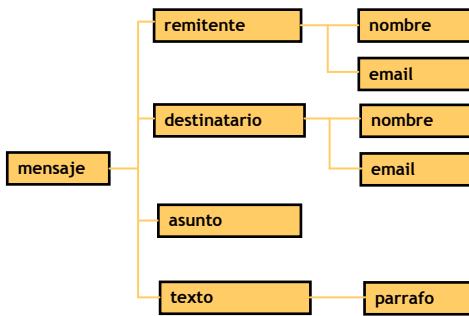 remitente
nombre
email
destinatario
nombre
mensaje
email
asunto
texto
parrafo